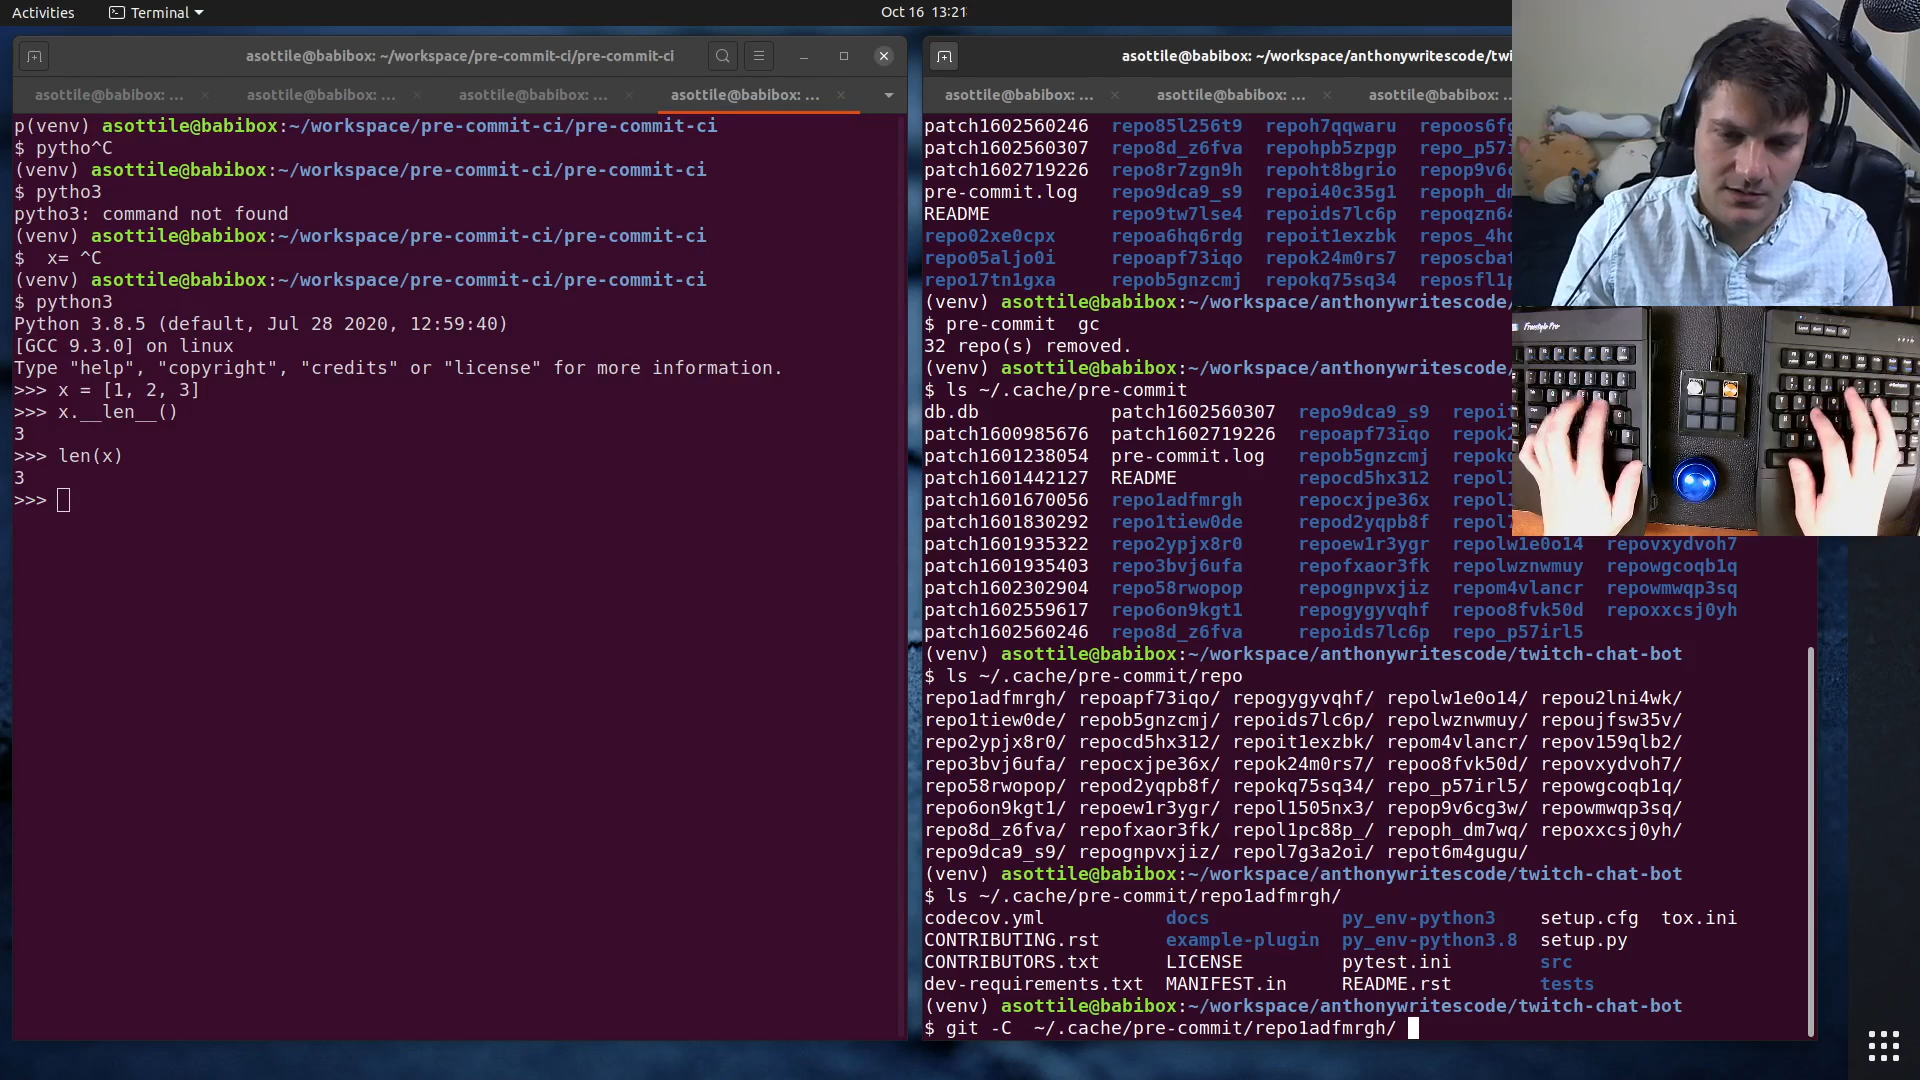 Activities
Terminal
Oct 16 13:21
asottile@babibox: ~/workspace/pre-commit-ci/pre-commit-ci
asottile@babibox: ...
asottile@babibox: ...
asottile@babibox: ...
asottile@babibox: ...
p(venv) asottile@babibox:~/workspace/pre-commit-ci/pre-commit-ci
$ pytho^C
(venv) asottile@babibox:~/workspace/pre-commit-ci/pre-commit-ci
$ pytho3
pytho3: command not found
(venv) asottile@babibox:~/workspace/pre-commit-ci/pre-commit-ci
$  x= ^C
(venv) asottile@babibox:~/workspace/pre-commit-ci/pre-commit-ci
$ python3
Python 3.8.5 (default, Jul 28 2020, 12:59:40)
[GCC 9.3.0] on linux
Type "help", "copyright", "credits" or "license" for more information.
>>> x = [1, 2, 3]
>>> x.__len__()
3
>>> len(x)
3
>>>
asottile@babibox: ~/workspace/anthonywritescode/twi
asottile@babibox: ...
asottile@babibox: ...
asottile@babibox: ..
patch1602560246 repo85l256t9 repoh7qqwaru repoos6fg
patch1602560307 repo8d_z6fva repohpb5zpgp repo_p57i
patch1602719226 repo8r7zgn9h repoht8bgrio repop9v6c
pre-commit.log repo9dca9_s9 repoi40c35g1 repoph_dm
README repo9tw7lse4 repoids7lc6p repoqzn64
repo02xe0cpx repoa6hq6rdg repoit1exzbk repos_4hd
repo05aljo0i repoapf73iqo repok24m0rs7 reposcbat
repo17tn1gxa repob5gnzcmj repokq75sq34 reposfl1p
(venv) asottile@babibox:~/workspace/anthonywritescode/
$ pre-commit  gc
32 repo(s) removed.
(venv) asottile@babibox:~/workspace/anthonywritescode/
$ ls ~/.cache/pre-commit
db.db patch1602560307 repo9dca9_s9 repoit
patch1600985676 patch1602719226 repoapf73iqo repok2
patch1601238054 pre-commit.log repob5gnzcmj repokq
patch1601442127 README repocd5hx312 repol1
patch1601670056 repo1adfmrgh repocxjpe36x repol1
patch1601830292 repo1tiew0de repod2yqpb8f repol7
patch1601935322 repo2ypjx8r0 repoew1r3ygr repolw1e0o14 repovxydvoh7
patch1601935403 repo3bvj6ufa repofxaor3fk repolwznwmuy repowgcoqb1q
patch1602302904 repo58rwopop repognpvxjiz repom4vlancr repowmwqp3sq
patch1602559617 repo6on9kgt1 repogygyvqhf repoo8fvk50d repoxxcsj0yh
patch1602560246 repo8d_z6fva repoids7lc6p repo_p57irl5
(venv) asottile@babibox:~/workspace/anthonywritescode/twitch-chat-bot
$ ls ~/.cache/pre-commit/repo
repo1adfmrgh/ repoapf73iqo/ repogygyvqhf/ repolw1e0o14/ repou2lni4wk/
repo1tiew0de/ repob5gnzcmj/ repoids7lc6p/ repolwznwmuy/ repoujfsw35v/
repo2ypjx8r0/ repocd5hx312/ repoit1exzbk/ repom4vlancr/ repov159qlb2/
repo3bvj6ufa/ repocxjpe36x/ repok24m0rs7/ repoo8fvk50d/ repovxydvoh7/
repo58rwopop/ repod2yqpb8f/ repokq75sq34/ repo_p57irl5/ repowgcoqb1q/
repo6on9kgt1/ repoew1r3ygr/ repol1505nx3/ repop9v6cg3w/ repowmwqp3sq/
repo8d_z6fva/ repofxaor3fk/ repol1pc88p_/ repoph_dm7wq/ repoxxcsj0yh/
repo9dca9_s9/ repognpvxjiz/ repol7g3a2oi/ repot6m4gugu/
(venv) asottile@babibox:~/workspace/anthonywritescode/twitch-chat-bot
$ ls ~/.cache/pre-commit/repo1adfmrgh/
codecov.yml docs py_env-python3 setup.cfg tox.ini
CONTRIBUTING.rst example-plugin py_env-python3.8 setup.py
CONTRIBUTORS.txt LICENSE pytest.ini src
dev-requirements.txt MANIFEST.in README.rst tests
(venv) asottile@babibox:~/workspace/anthonywritescode/twitch-chat-bot
$ git -C  ~/.cache/pre-commit/repo1adfmrgh/
Freestyle Pro